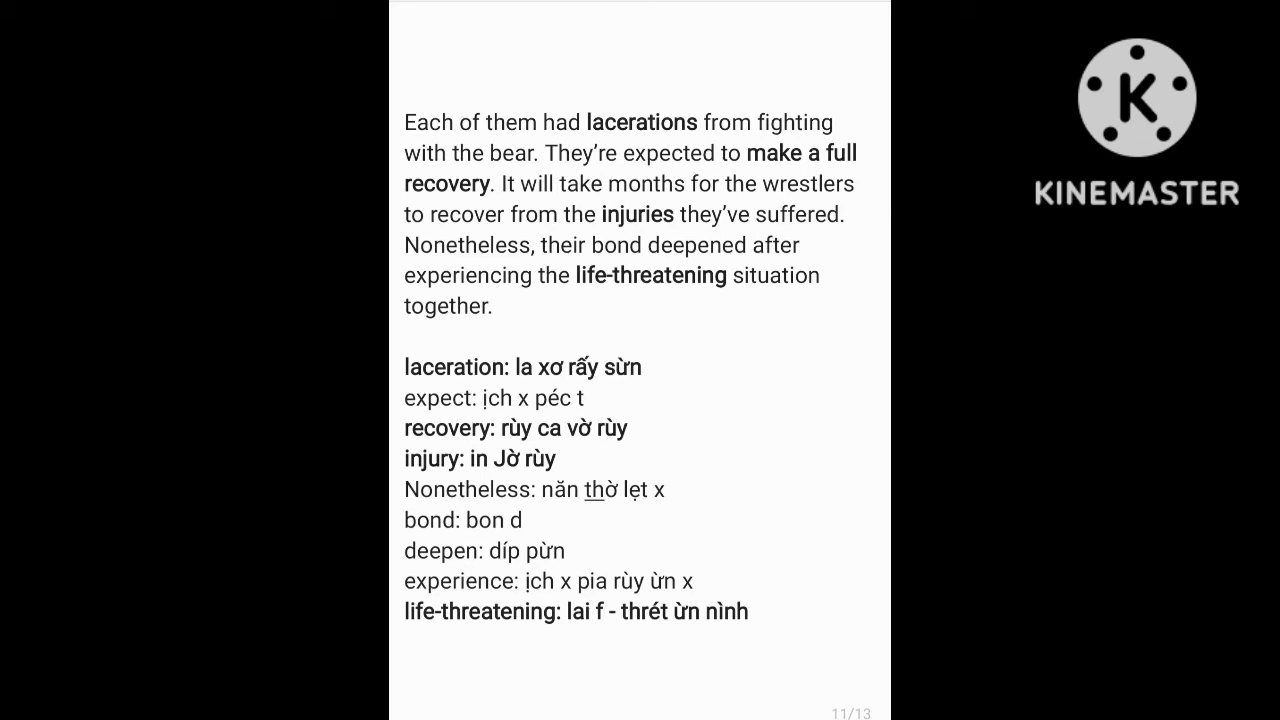 Each of them had lacerations from fighting
with the bear. They’re expected to make a full
recovery. It will take months for the wrestlers
to recover from the injuries they’ve suffered.
Nonetheless, their bond deepened after
experiencing the life-threatening situation
together.
laceration: la xơ rấy sừn
expect: ịch x péc t
recovery: rùy ca vờ rùy
injury: in Jờ rùy
Nonetheless: năn thờ lẹt x
bond: bon d
deepen: díp pừn
experience: ịch x pia rùy ừn x
life-threatening: lai f - thrét ừn nình
11/13
K
KINEMASTER